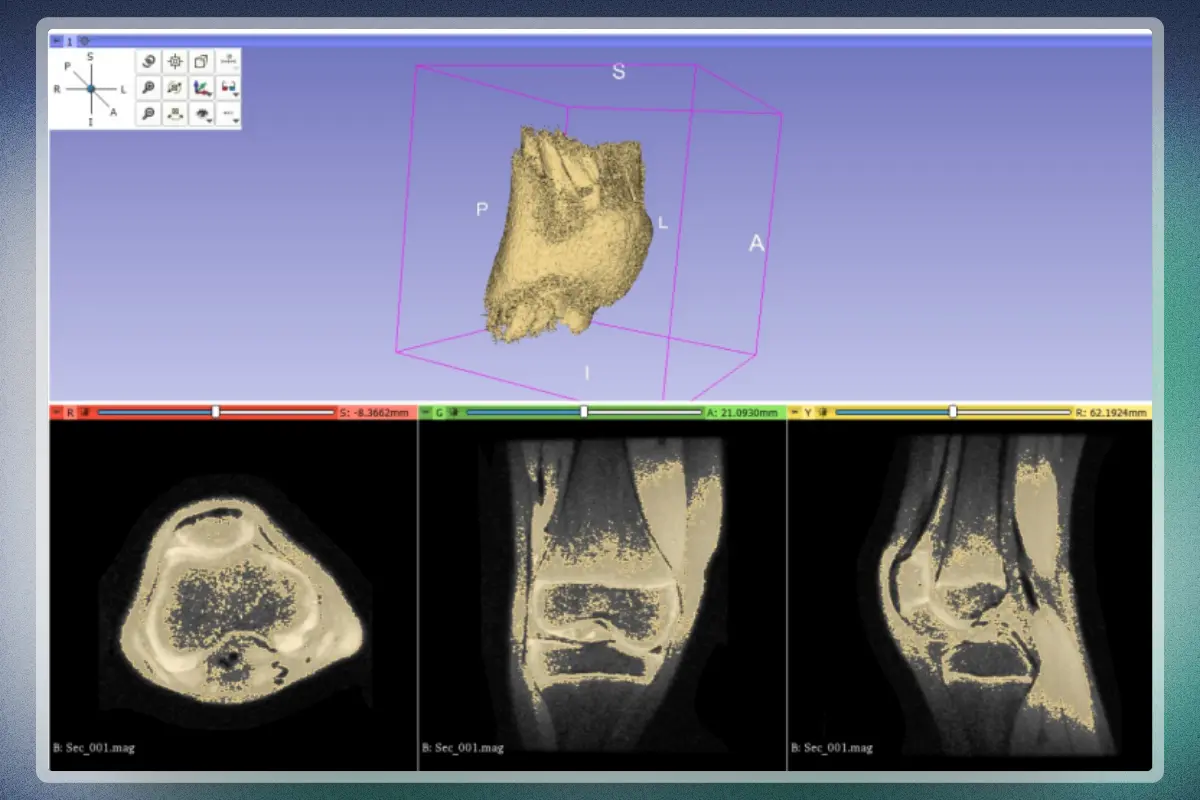 1
S
P
R
L
A
I
S
P
L
A
I
R S: -8.3662mm
G A: 21.0930mm
Y R: 62.1924mm
B: Sec_001.mag
B: Sec_001.mag
B: Sec_001.mag